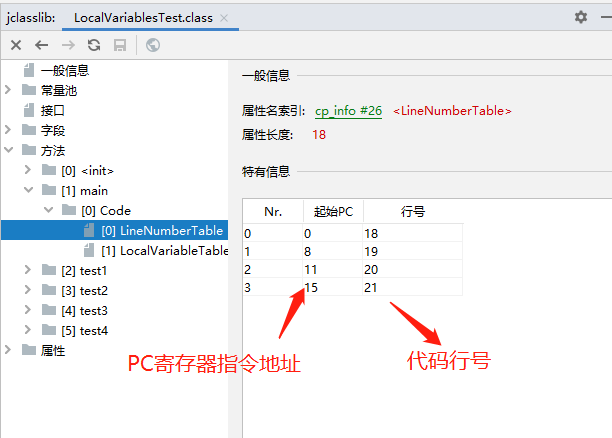 jclasslib:
LocalVariablesTest.class
一般信息
常量池
接口
字段
方法
[0] <init>
[1] main
[0] Code
[0] LineNumberTable
[1] LocalVariableTable
[2] test1
[3] test2
[4] test3
[5] test4
属性
一般信息
属性名索引: cp_info #26 <LineNumberTable>
属性长度: 18
特有信息
Nr. 起始PC 行号
0 0 18
1 8 19
2 11 20
3 15 21
PC寄存器指令地址
代码行号